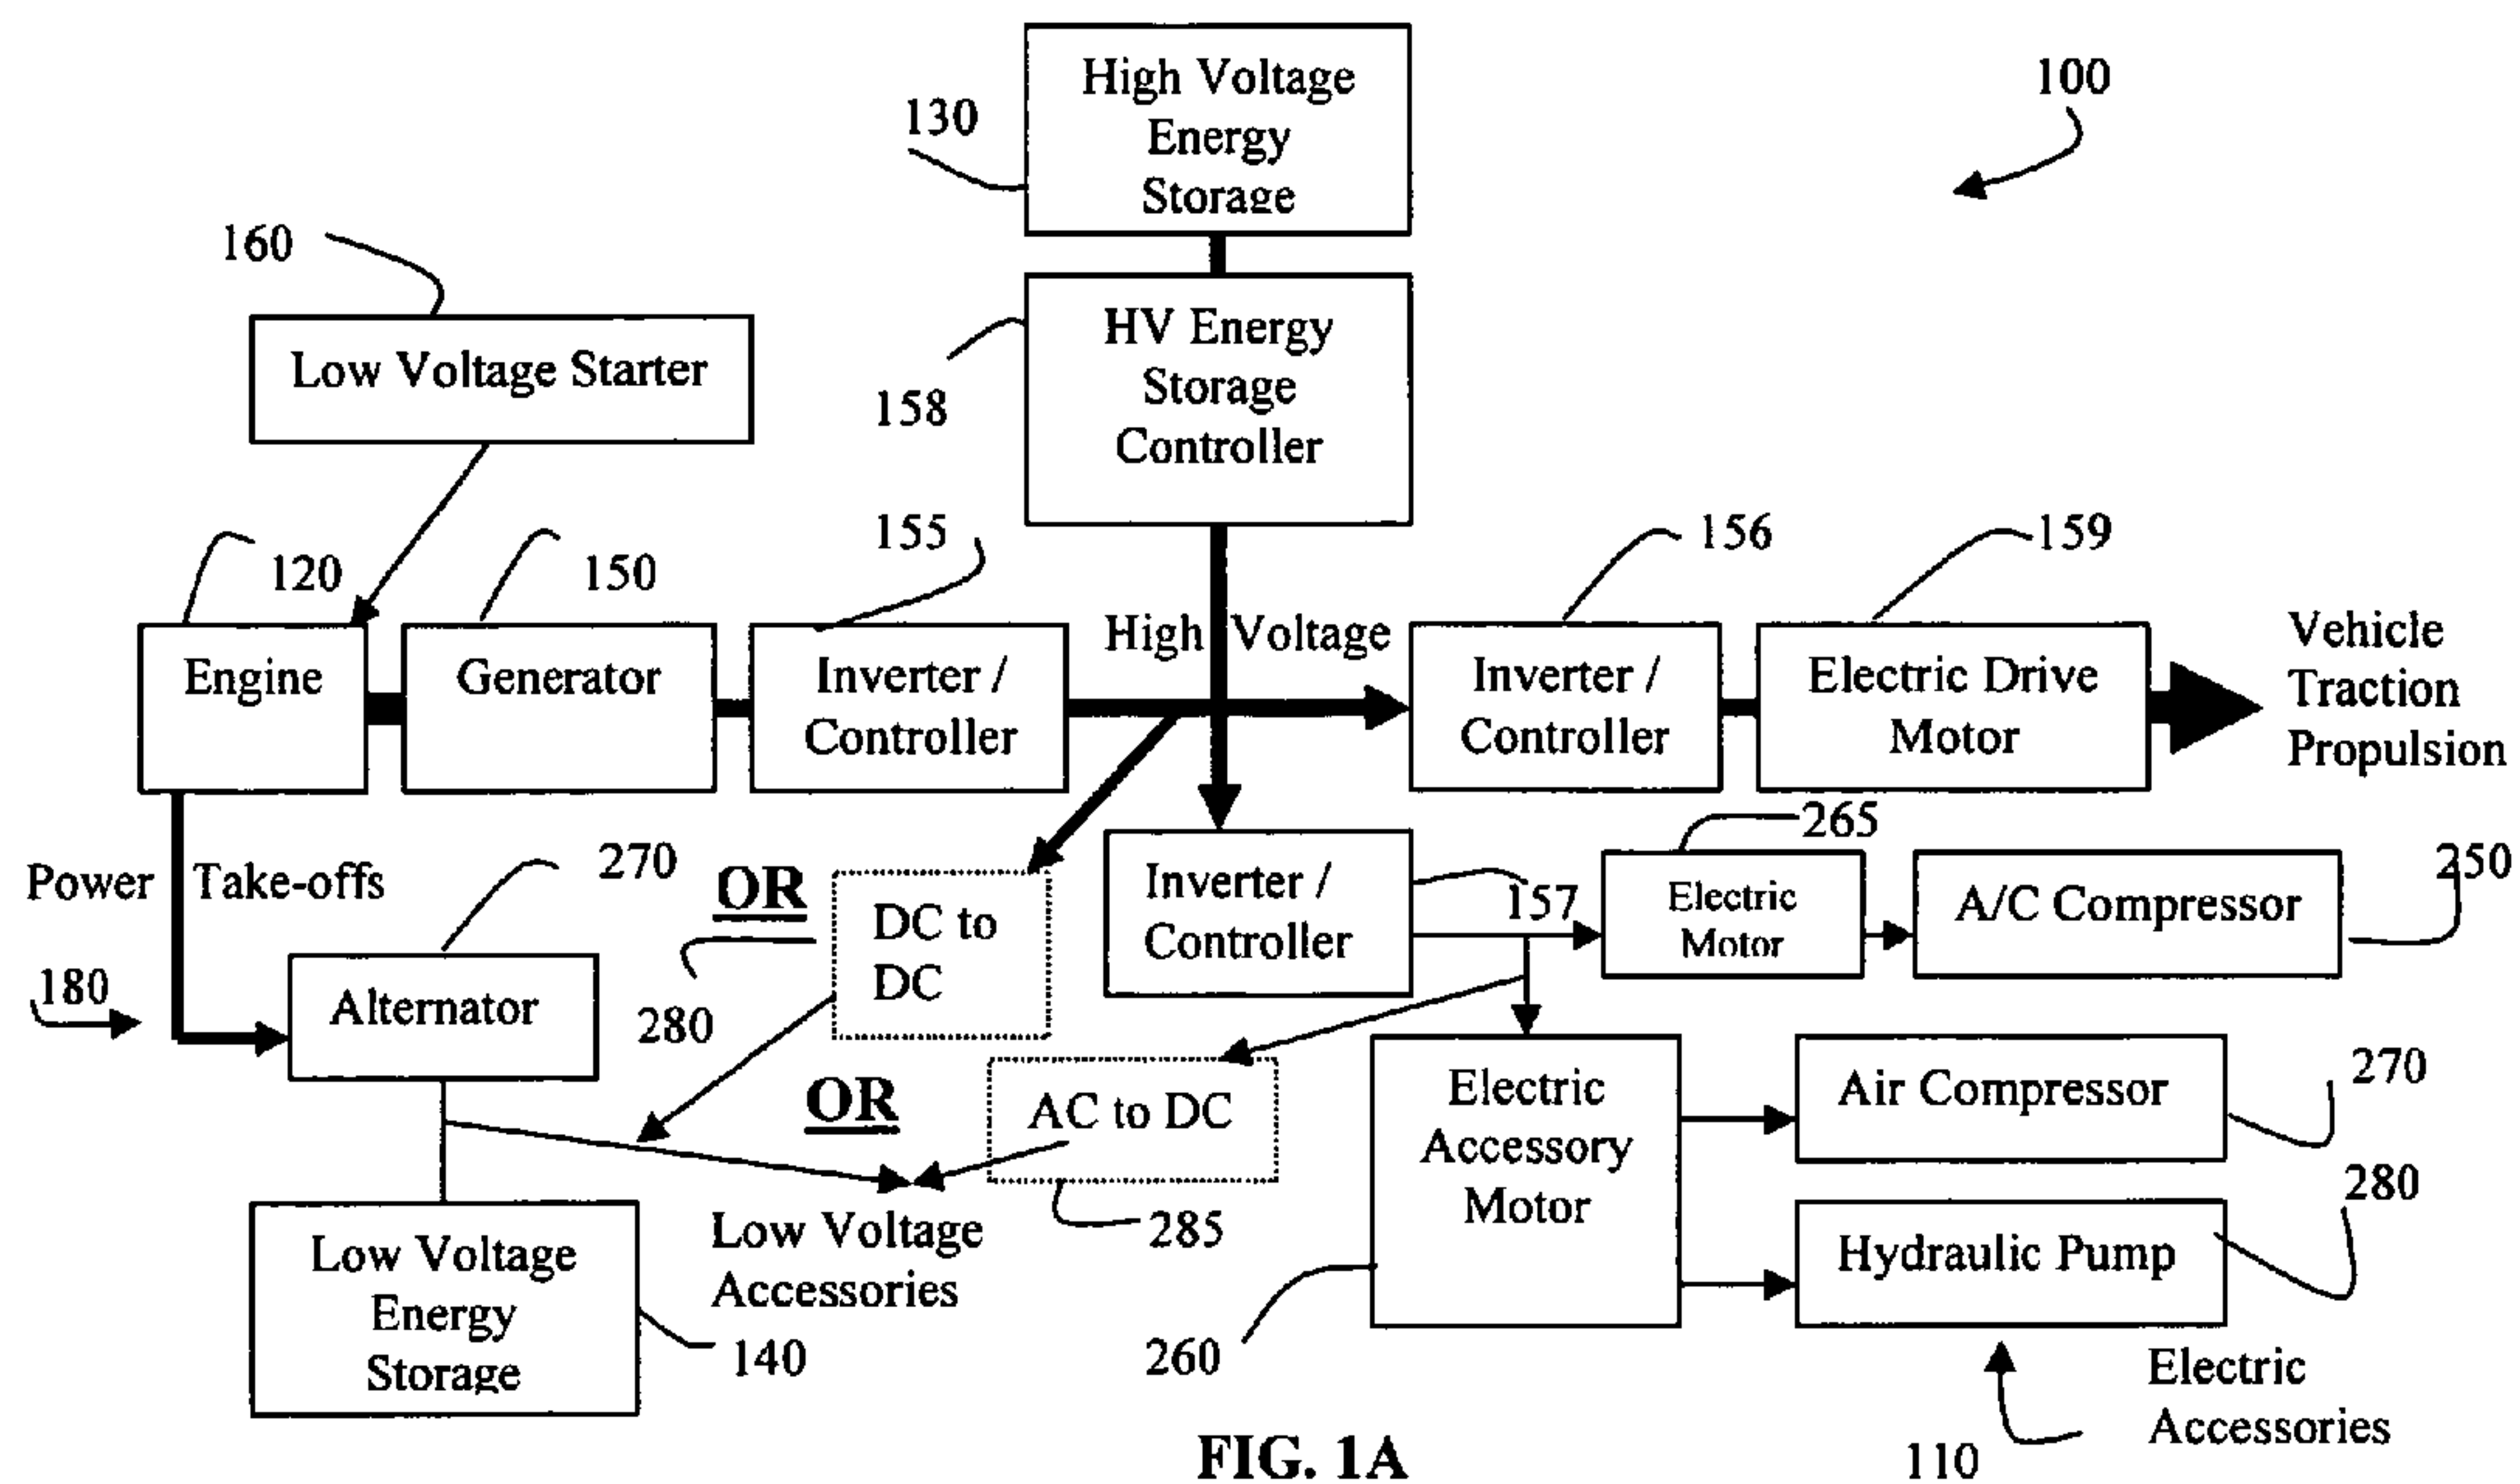 High Voltage
Energy
Storage
130
100
160
Low Voltage Starter
HV Energy
Storage
Controller
158
155
156
159
120
150
Engine
Generator
Inverter /
Controller
High Voltage
Inverter /
Controller
Electric Drive
Motor
Vehicle
Traction
Propulsion
Power Take-offs
270
OR
DC to
DC
280
Inverter /
Controller
157
265
Electric
Motor
A/C Compressor
250
180
Alternator
OR
AC to DC
285
Electric
Accessory
Motor
260
Air Compressor
270
Hydraulic Pump
280
Low Voltage
Energy
Storage
140
Low Voltage
Accessories
Electric
Accessories
110
FIG. 1A